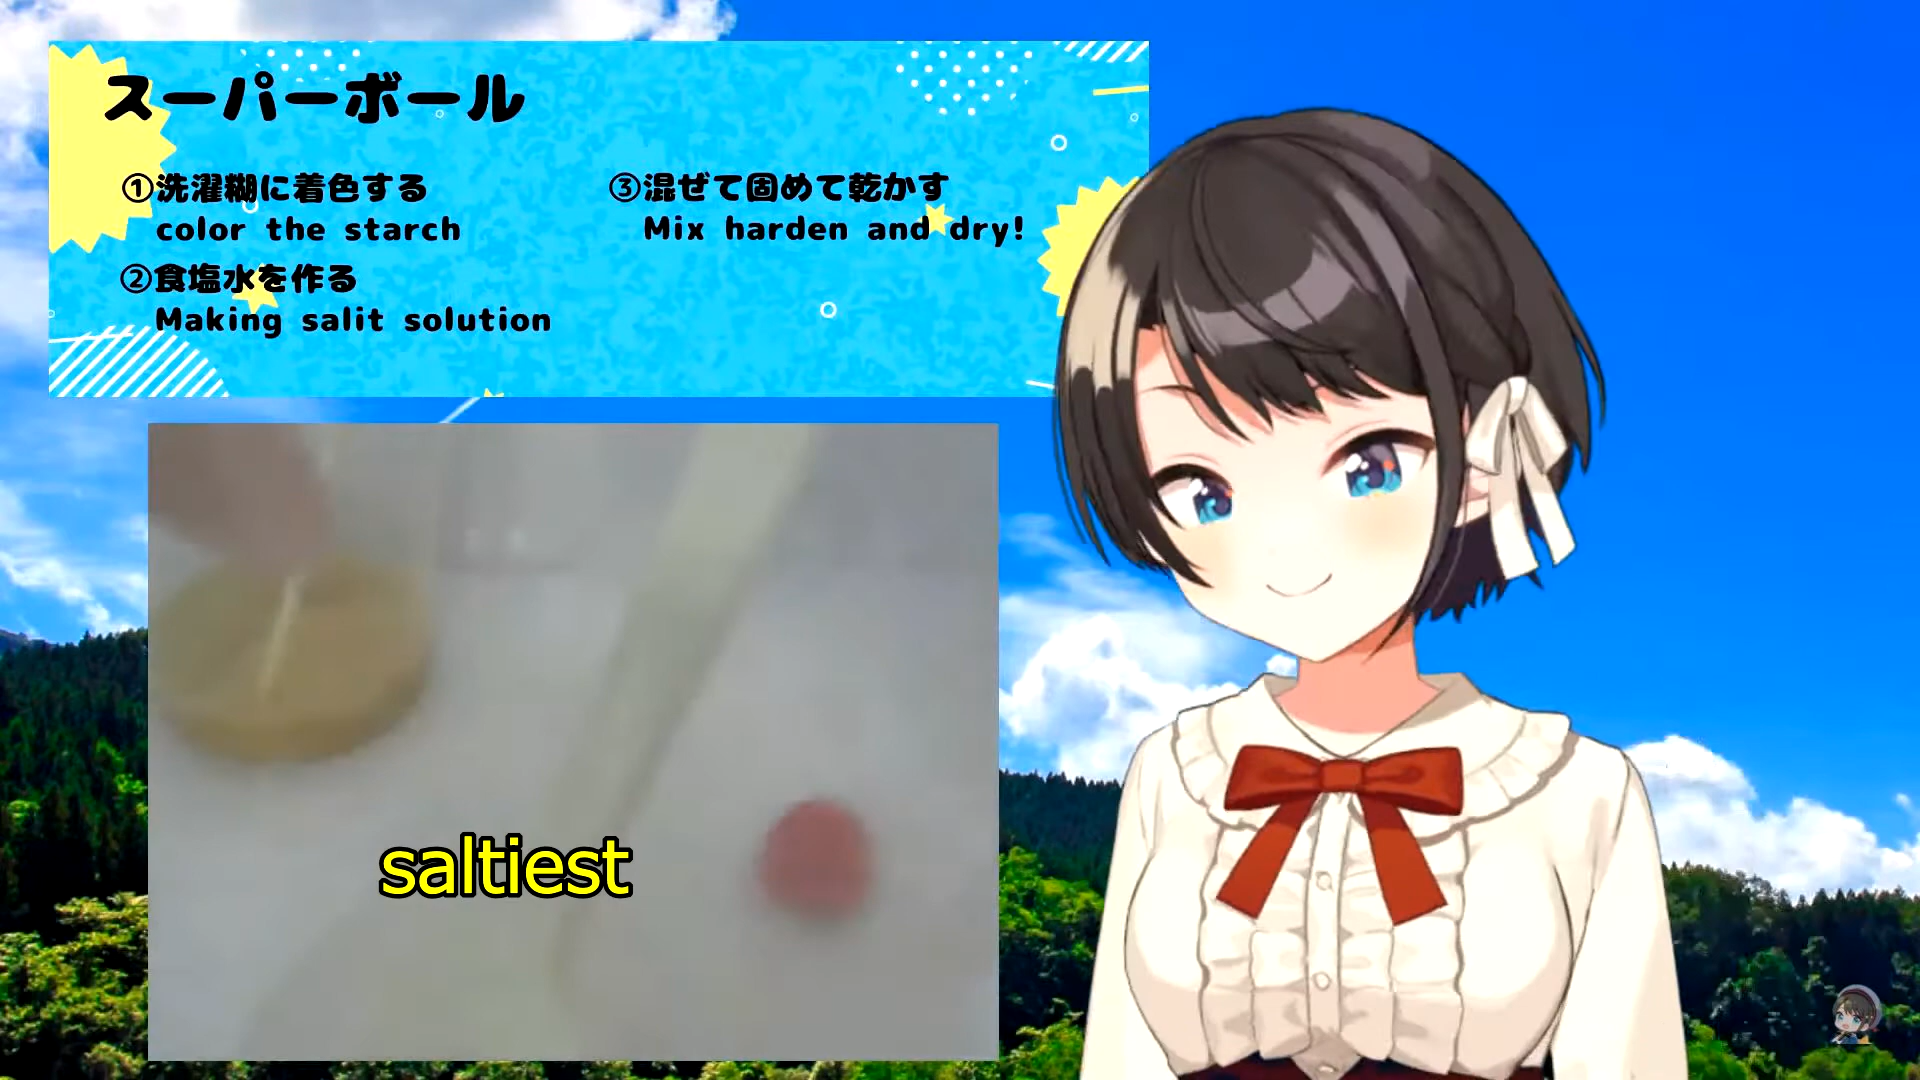 スーパーボール
①洗濯糊に着色する
color the starch
②食塩水を作る
Making salit solution
③混ぜて固めて乾かす
Mix harden and dry!
saltiest